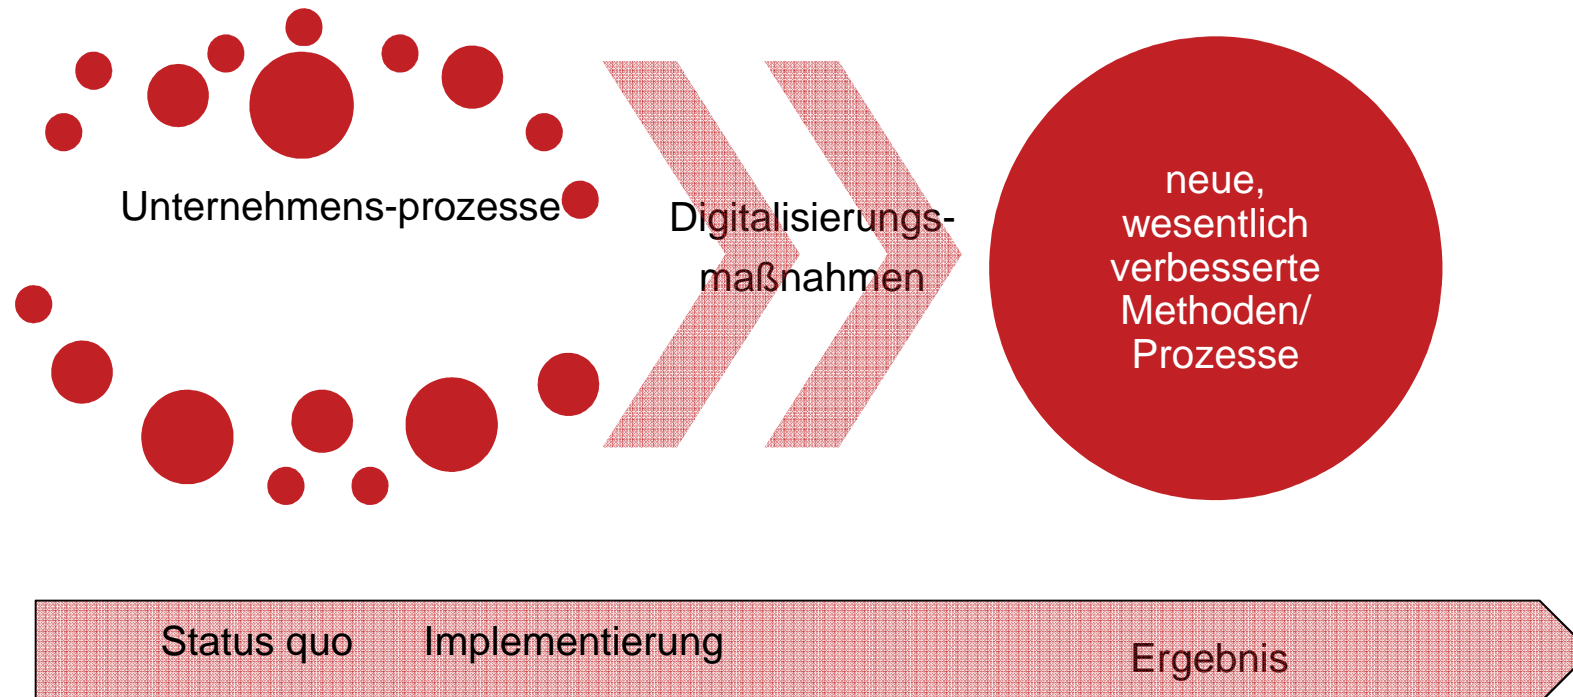 Unternehmens-prozesse
Digitalisierungs-
maßnahmen
neue,
wesentlich
verbesserte
Methoden/
Prozesse
Status quo
Implementierung
Ergebnis